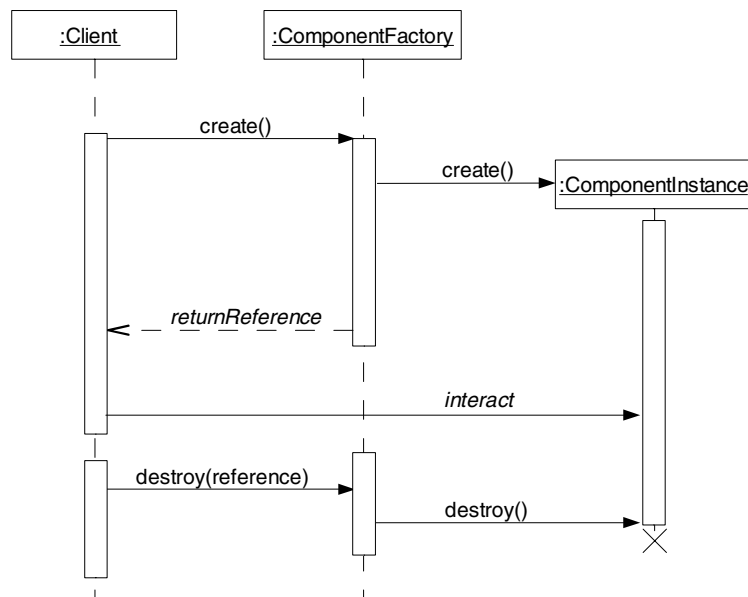 :Client
:ComponentFactory
create()
create()
:ComponentInstance
returnReference
interact
destroy(reference)
destroy()